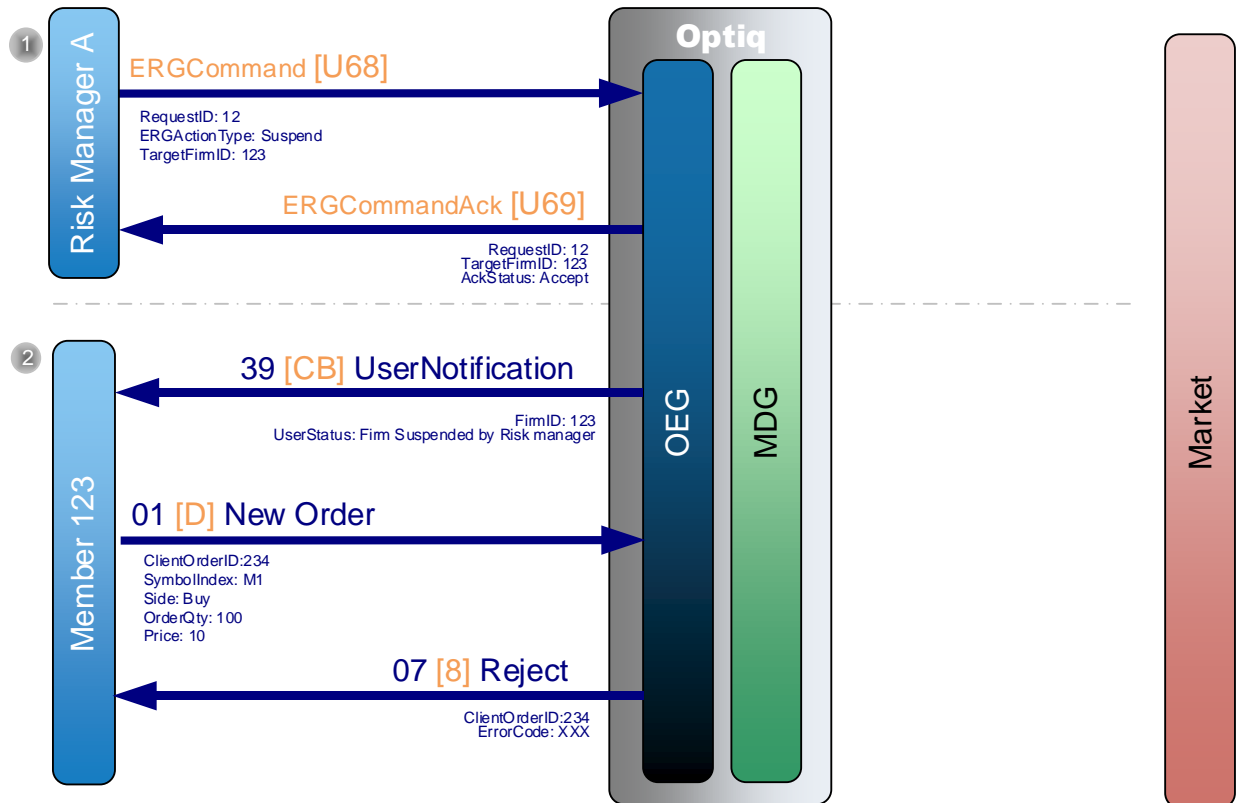 1
Risk Manager A
ERGCommand [U68]
RequestID: 12
ERGActionType: Suspend
TargetFirmID: 123
ERGCommandAck [U69]
RequestID: 12
TargetFirmID: 123
AckStatus: Accept
Optiq
OEG
MDG
Market
2
Member 123
39 [CB] UserNotification
FirmID: 123
UserStatus: Firm Suspended by Risk manager
01 [D] New Order
ClientOrderID:234
SymbolIndex: M1
Side: Buy
OrderQty: 100
Price: 10
07 [8] Reject
ClientOrderID:234
ErrorCode: XXX